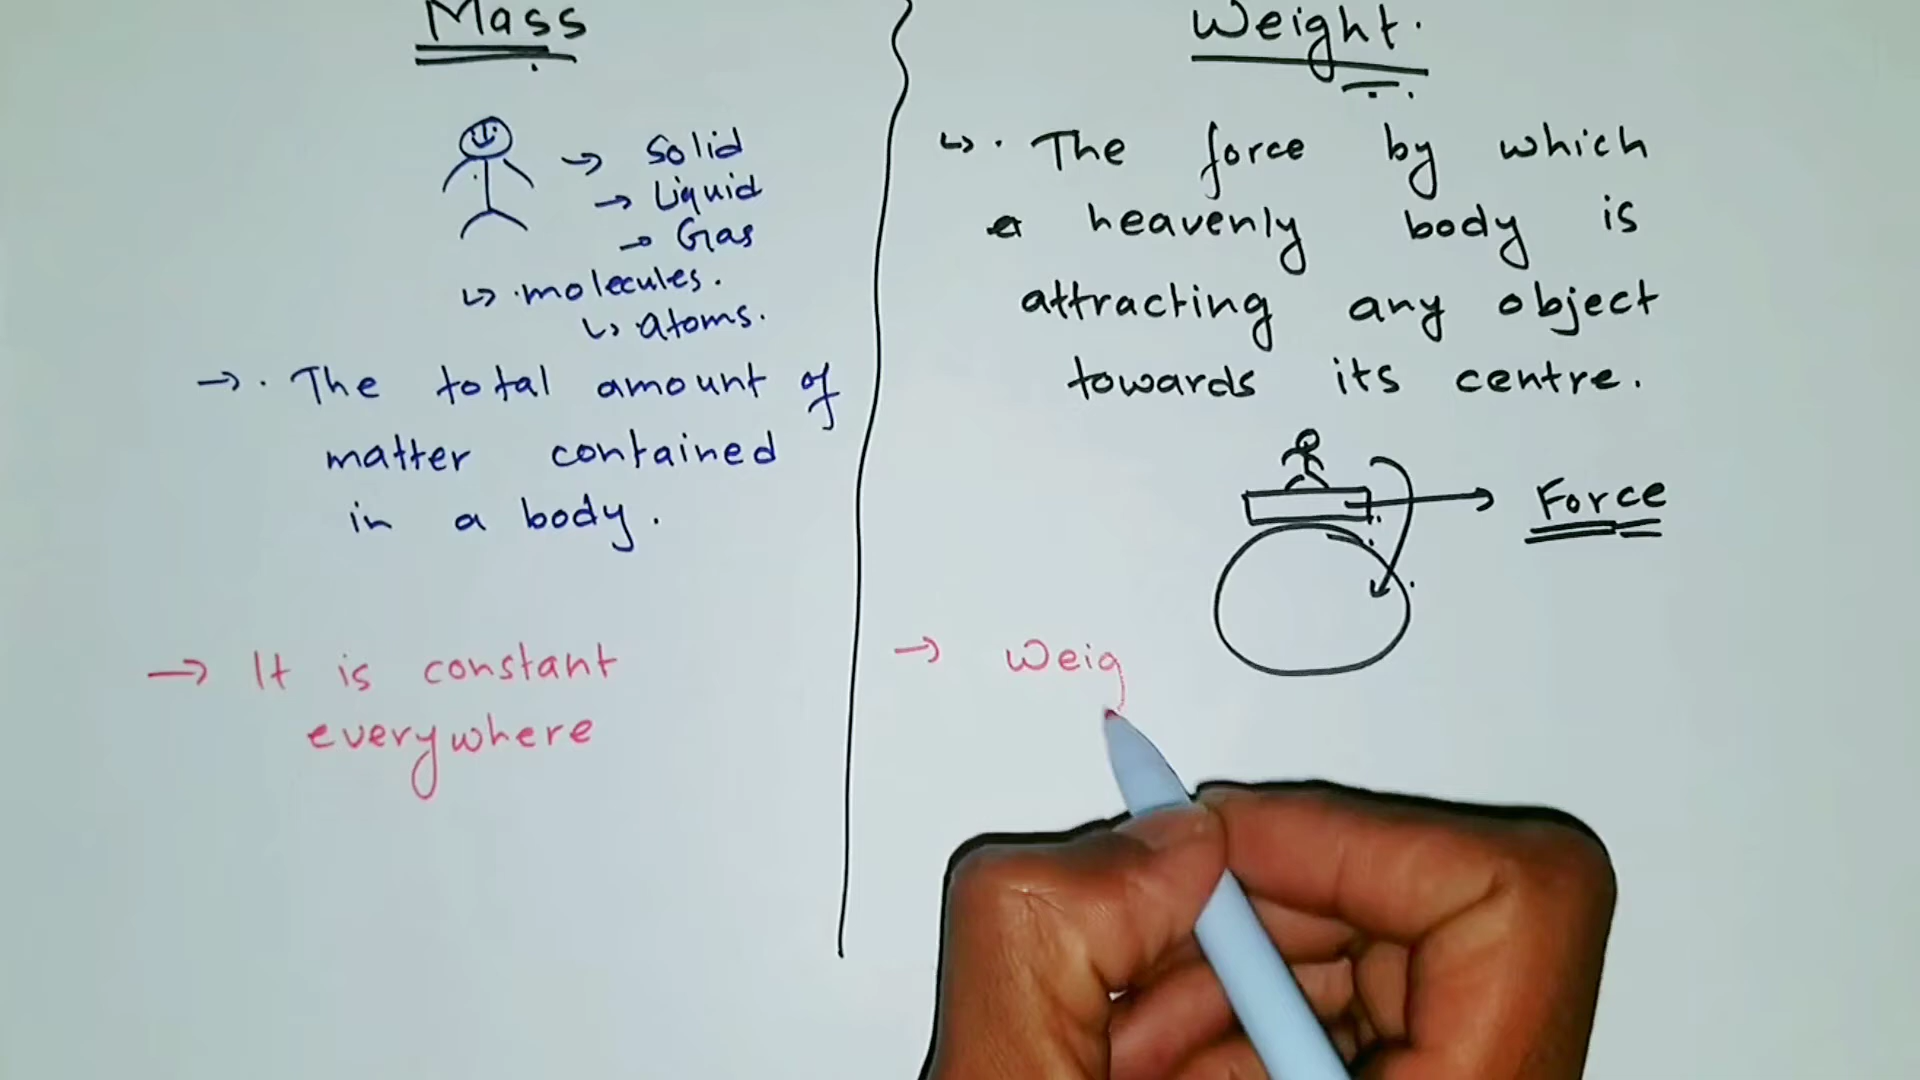 Mass
→ Solid
→ Liquid
→ Gas
↳ molecules.
↳ atoms.
→ . The total amount of
matter contained
in a body.
→ It is constant
everywhere
Weight.
↳ . The force by which
a heavenly body is
attracting any object
towards its centre.
Force
→ Weig